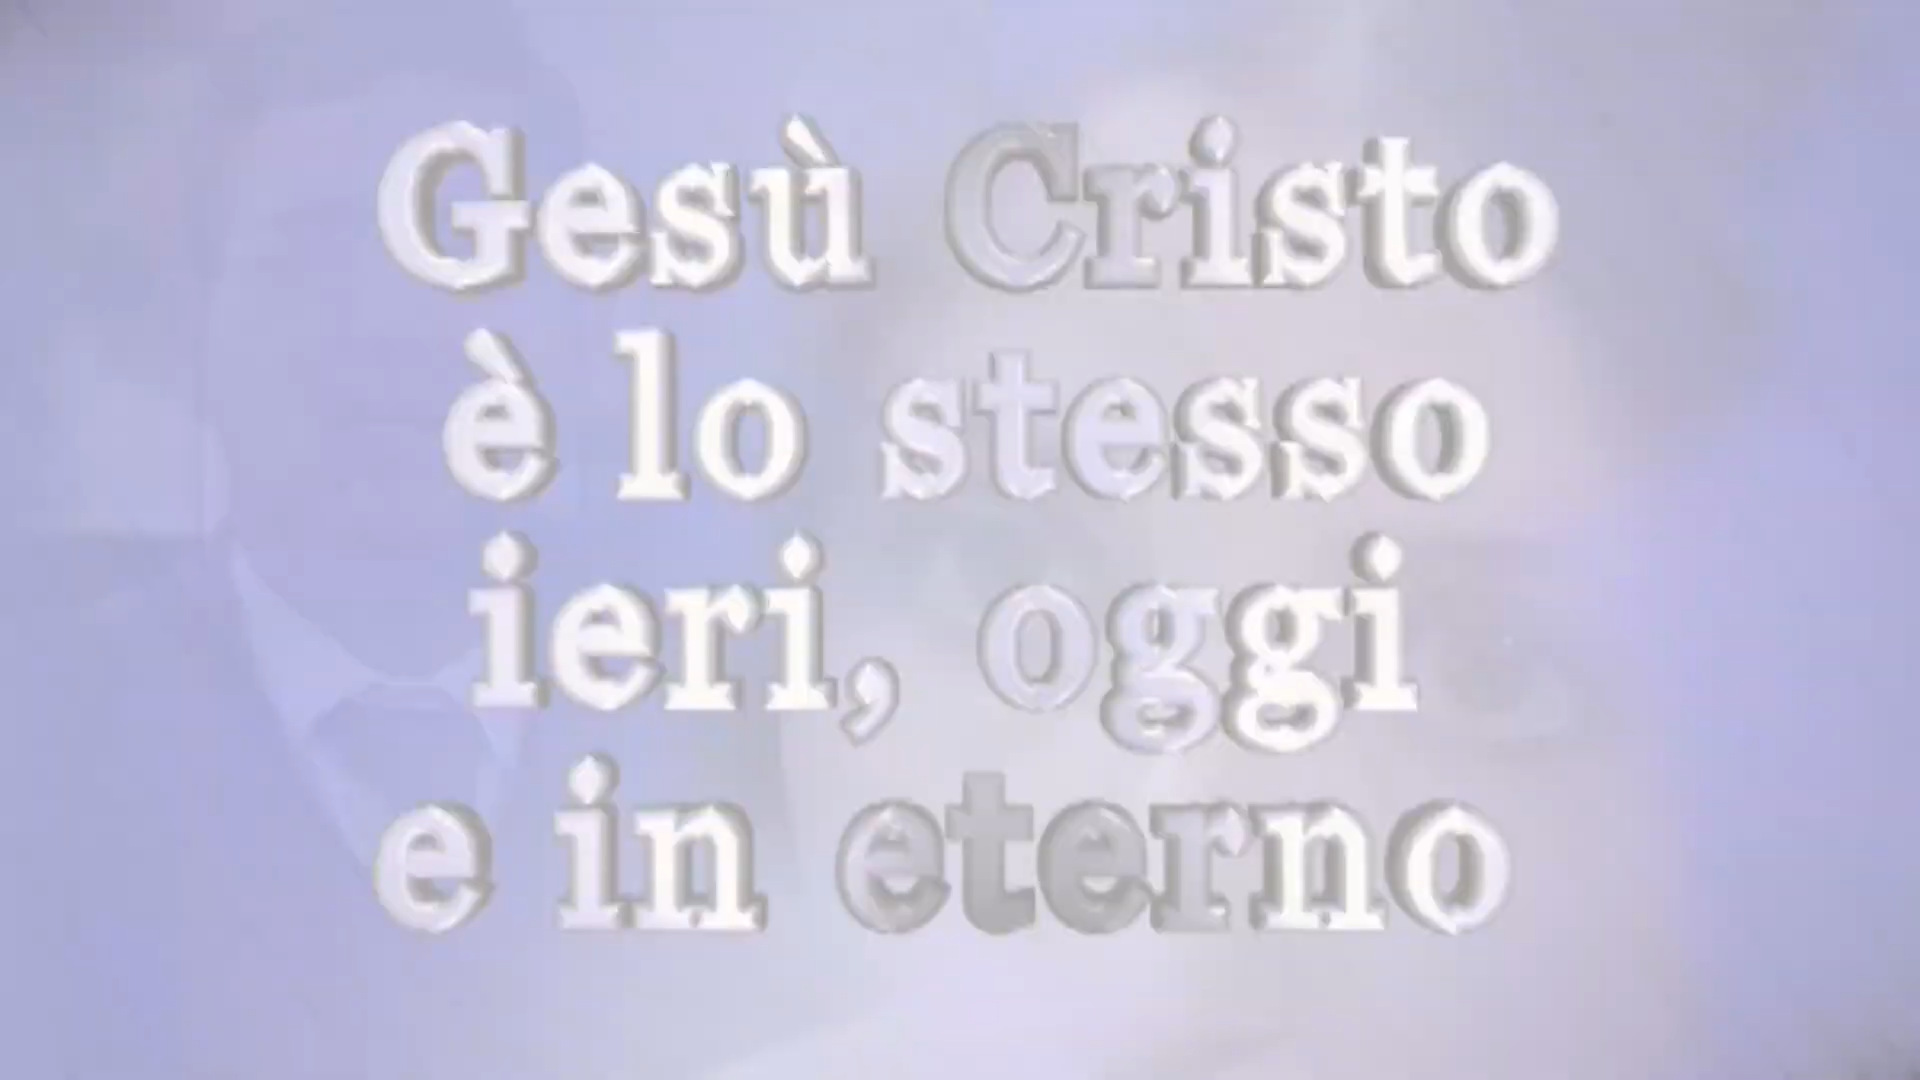 Gesù Cristo
è lo stesso
ieri, oggi
e in eterno